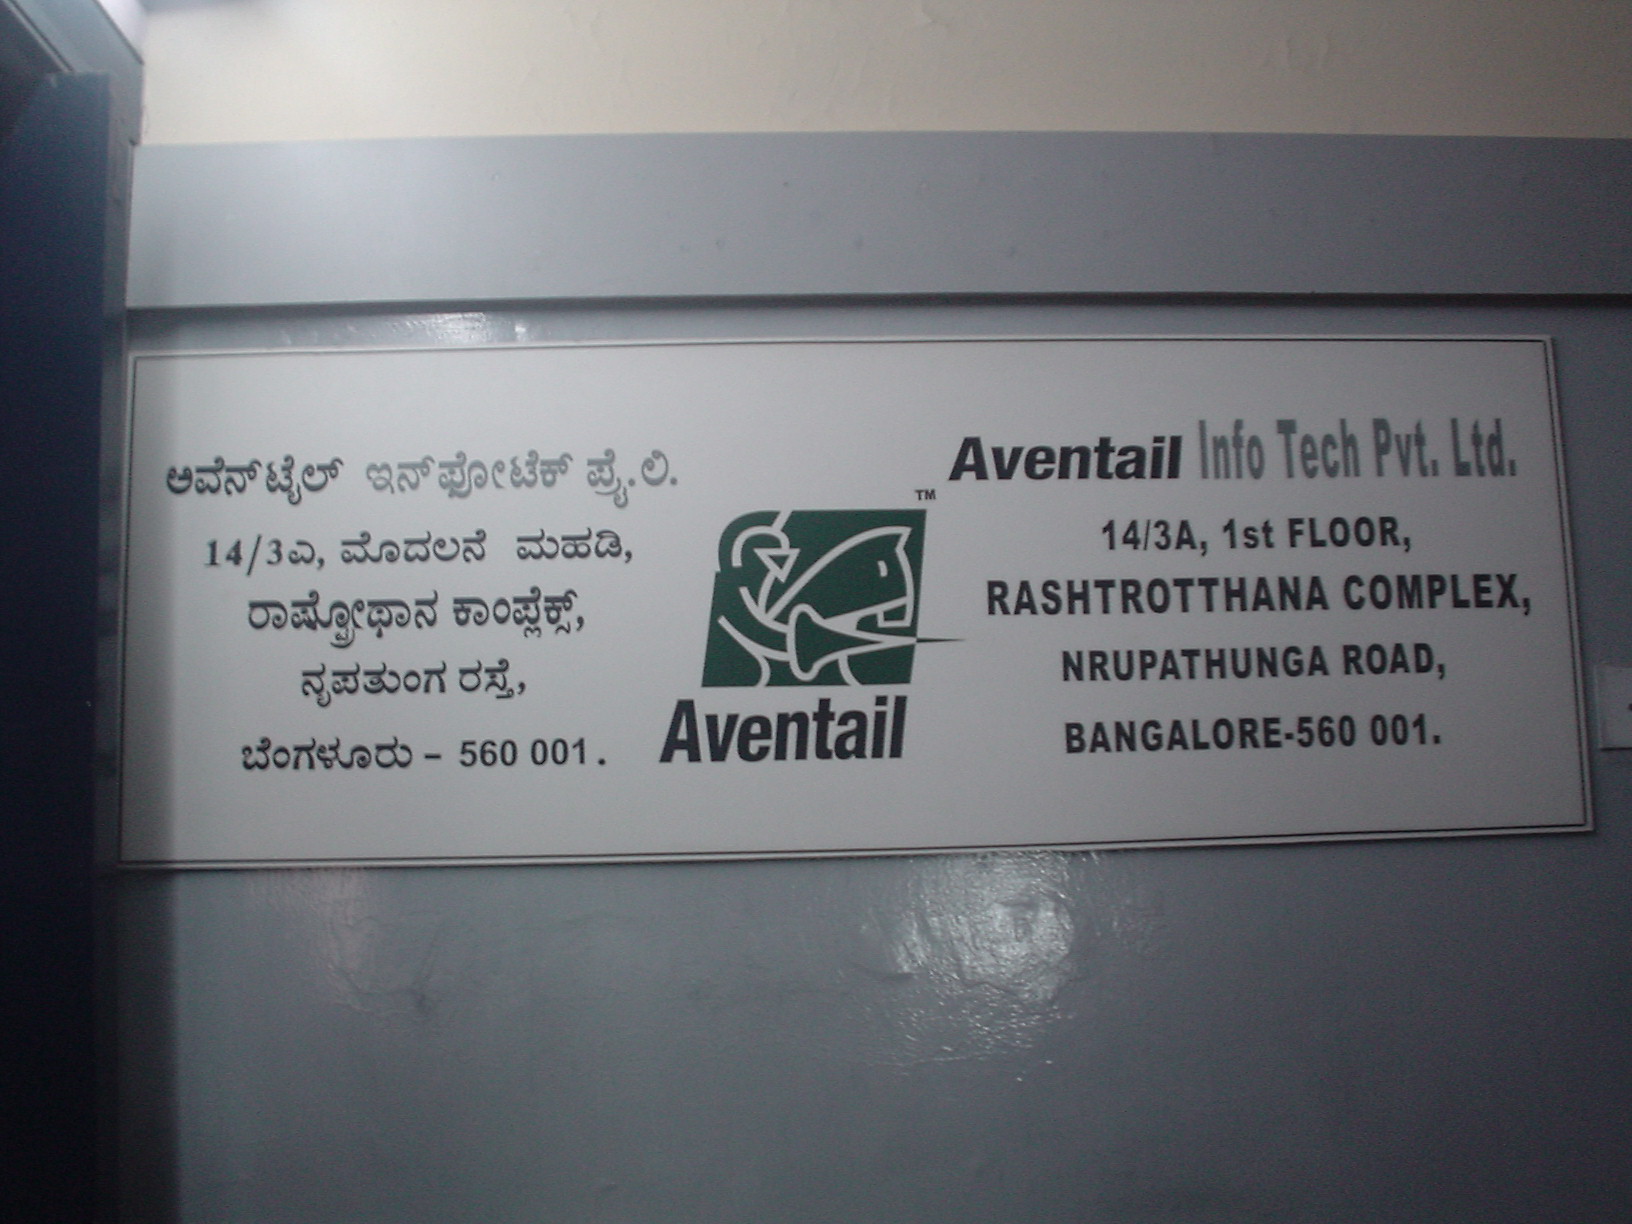 ಅವೆನ್‌ಟೈಲ್ ಇನ್‌ಫೋಟೆಕ್ ಪ್ರೈ.ಲಿ.
14/3ಎ, ಮೊದಲನೆ ಮಹಡಿ,
ರಾಷ್ಟ್ರೋಥಾನ ಕಾಂಪ್ಲೆಕ್ಸ್,
ನೃಪತುಂಗ ರಸ್ತೆ,
ಬೆಂಗಳೂರು - 560 001.
TM
Aventail
Aventail Info Tech Pvt. Ltd.
14/3A, 1st FLOOR,
RASHTROTTHANA COMPLEX,
NRUPATHUNGA ROAD,
BANGALORE-560 001.